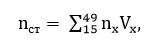 nст = ∑₁₅⁴⁹ nₓVₓ,